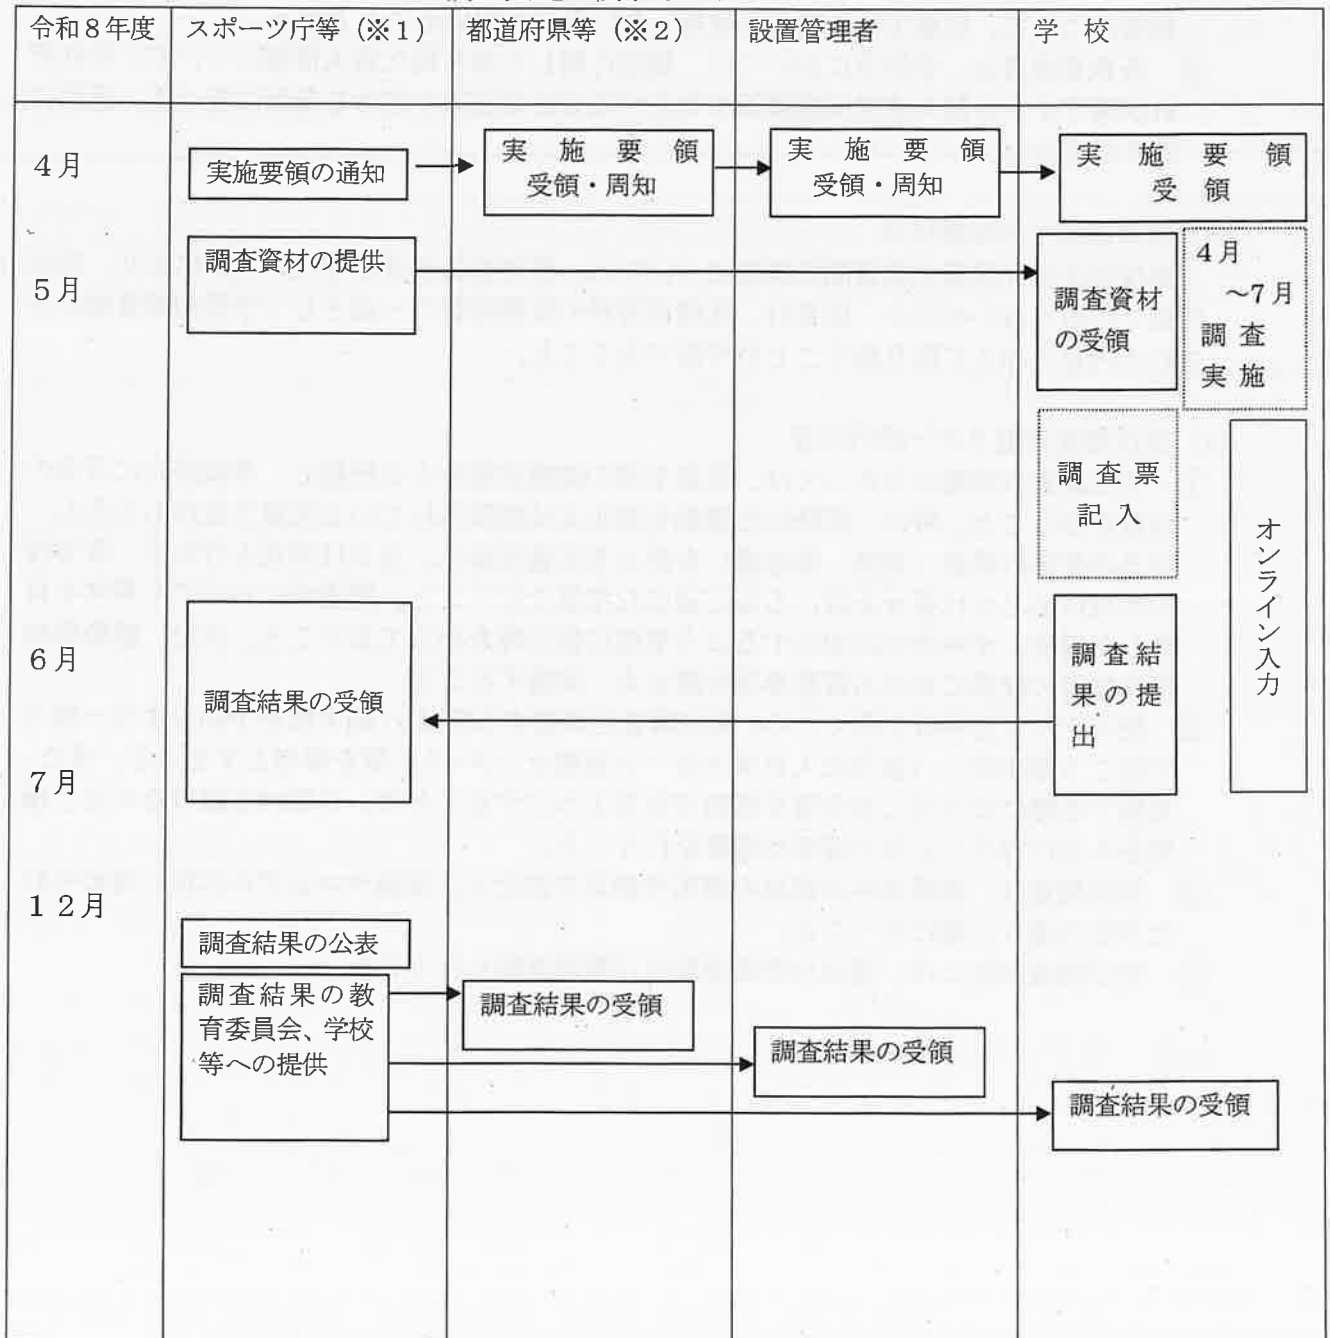 令和８年度 スポーツ庁等（※１） 都道府県等（※２） 設置管理者 学校
４月
実施要領の通知
実施要領
受領・周知
実施要領
受領・周知
実施要領
受領
調査資材の提供
５月
調査資材
の受領
４月
～７月
調査
実施
調査票
記入
オンライン入力
６月
調査結果の受領
調査結
果の提
出
７月
１２月
調査結果の公表
調査結果の教
育委員会、学校
等への提供
調査結果の受領
調査結果の受領
調査結果の受領